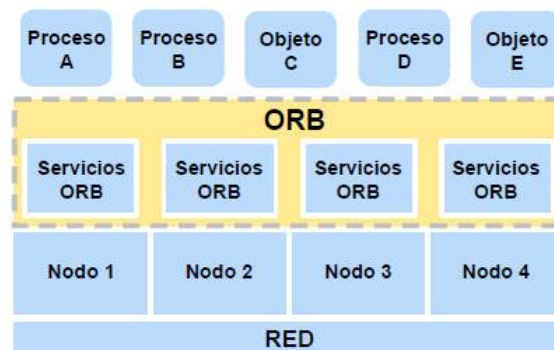 Proceso Proceso Objeto Proceso Objeto
A B C D E
ORB
Servicios Servicios Servicios Servicios
ORB ORB ORB ORB
Nodo 1 Nodo 2 Nodo 3 Nodo 4
RED